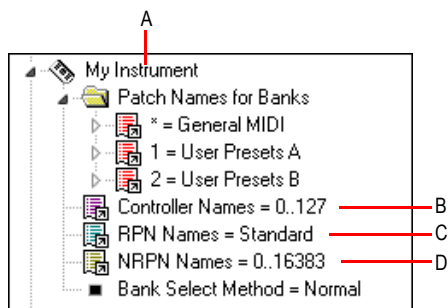 A
My Instrument
Patch Names for Banks
* = General MIDI
1 = User Presets A
2 = User Presets B
Controller Names = 0..127 B
RPN Names = Standard C
NRPN Names = 0..16383 D
Bank Select Method = Normal